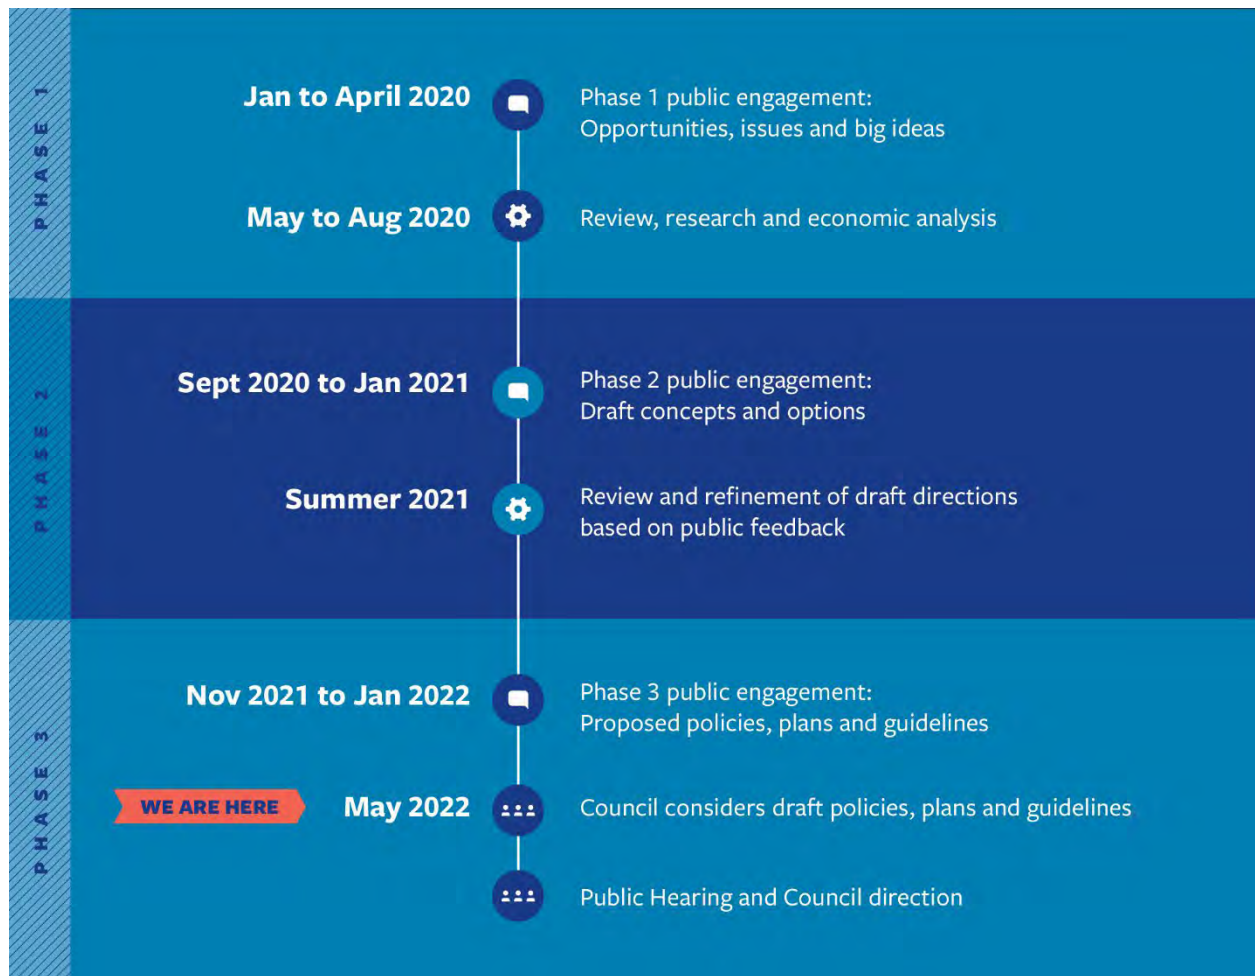 PHASE 1
Jan to April 2020
Phase 1 public engagement:
Opportunities, issues and big ideas
May to Aug 2020
Review, research and economic analysis
PHASE 2
Sept 2020 to Jan 2021
Phase 2 public engagement:
Draft concepts and options
Summer 2021
Review and refinement of draft directions
based on public feedback
PHASE 3
Nov 2021 to Jan 2022
Phase 3 public engagement:
Proposed policies, plans and guidelines
WE ARE HERE
May 2022
Council considers draft policies, plans and guidelines
Public Hearing and Council direction